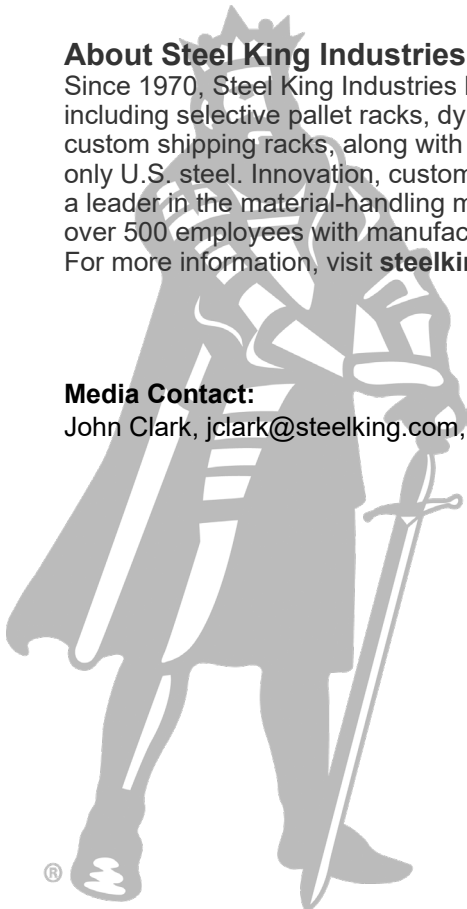 About Steel King Industries
Since 1970, Steel King Industries
including selective pallet racks, dy
custom shipping racks, along with
only U.S. steel. Innovation, custom
a leader in the material-handling m
over 500 employees with manufac
For more information, visit steelki
Media Contact:
John Clark, jclark@steelking.com,
®